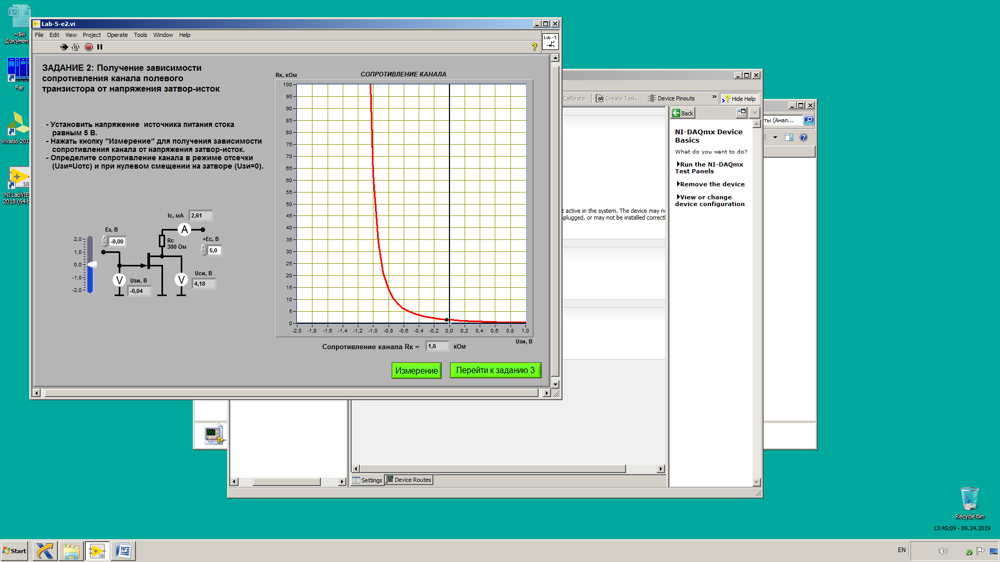 ~$w
Докумен.
Far
Vivado 201
NI LabVIE
2018 (64-b
Lab-5-e2.vi
File Edit View Project Operate Tools Window Help
Lab - 5
ЗАДАНИЕ 2: Получение зависимости
сопротивления канала полевого
транзистора от напряжения затвор-исток
- Установить напряжение источника питания стока
равным 5 В.
- Нажать кнопку "Измерение" для получения зависимости
сопротивления канала от напряжения затвор-исток.
- Определите сопротивление канала в режиме отсечки
(Uзи=Uотс) и при нулевом смещении на затворе (Uзи=0).
Iс, мА 2,61
A
Eз, В
-0,00
Rс
300 Ом
+Eс, В
5,0
2,0
1,0
0,0
-1,0
-2,0
V
Uзи, В
-0,04
V
Uси, В
4,18
Rк, кОм
СОПРОТИВЛЕНИЕ КАНАЛА
100
95
90
85
80
75
70
65
60
55
50
45
40
35
30
25
20
15
10
5
0
-2,0 -1,8 -1,6 -1,4 -1,2 -1,0 -0,8 -0,6 -0,4 -0,2 0,0 0,2 0,4 0,6 0,8 1,0
Uзи, В
Сопротивление канала Rк = 1,6 кОм
Измерение
Перейти к заданию 3
Calibrate Create Task... Device Pinouts » Hide Help
Back
NI-DAQmx Device
Basics
What do you want to do?
Run the NI-DAQmx
Test Panels
Remove the device
View or change
device configuration
t active in the system. The device may n
plugged, or may not be installed correctl
Settings Device Routes
ты (Анал...
Recycle Bin
13:45:09 - 09.24.2019
Start
18
EN